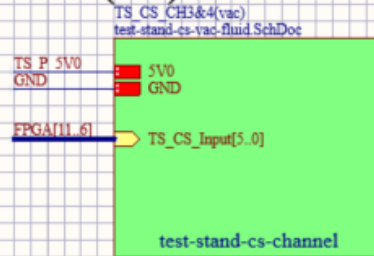 TS_CS_CH3&4(vac)
test-stand-cs-vac-fluid.SchDoc
TS_P_5V0
5V0
GND
GND
FPGA[11..6]
TS_CS_Input[5..0]
test-stand-cs-channel